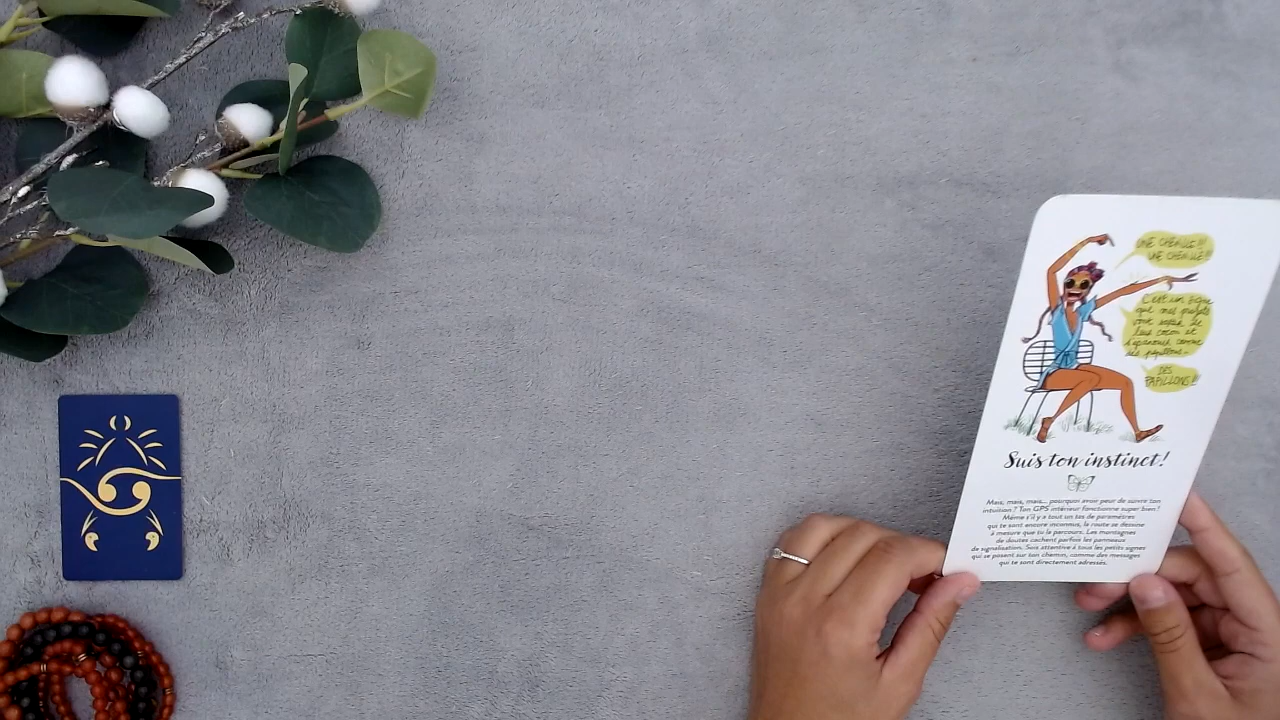 UNE CHENILLE!!!
UNE CHENILLE!!
C'est un signe
que mes projets
vont sortir de
leur cocon et
s'épanouir comme
des papillons.
DES
PAPILLONS!!
Suis ton instinct!
Mais, mais, mais... pourquoi avoir peur de suivre ton
intuition ? Ton GPS intérieur fonctionne super bien !
Même s'il y a tout un tas de paramètres
qui te sont encore inconnus, la route se dessine
à mesure que tu la parcours. Les montagnes
de doutes cachent parfois les panneaux
de signalisation. Sois attentive à tous les petits signes
qui se posent sur ton chemin, comme des messages
qui te sont directement adressés.